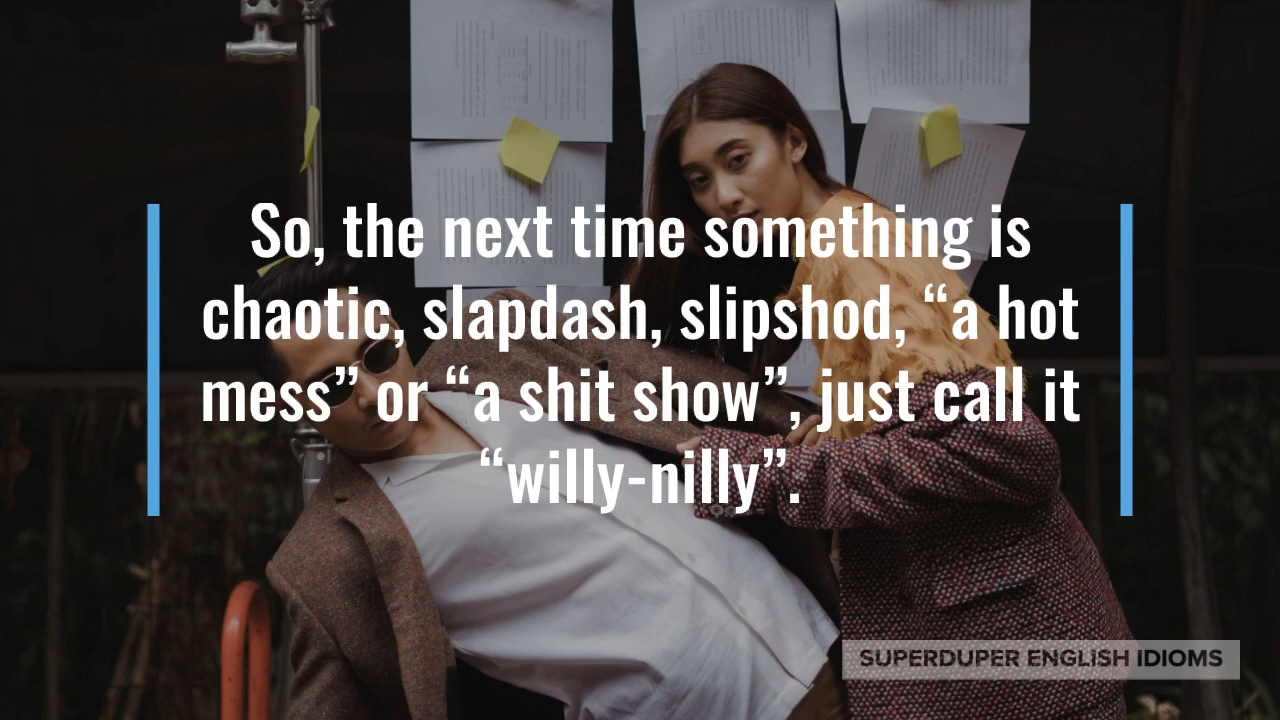 So, the next time something is
chaotic, slapdash, slipshod, “a hot
mess” or “a shit show”, just call it
“willy-nilly”.
SUPERDUPER ENGLISH IDIOMS